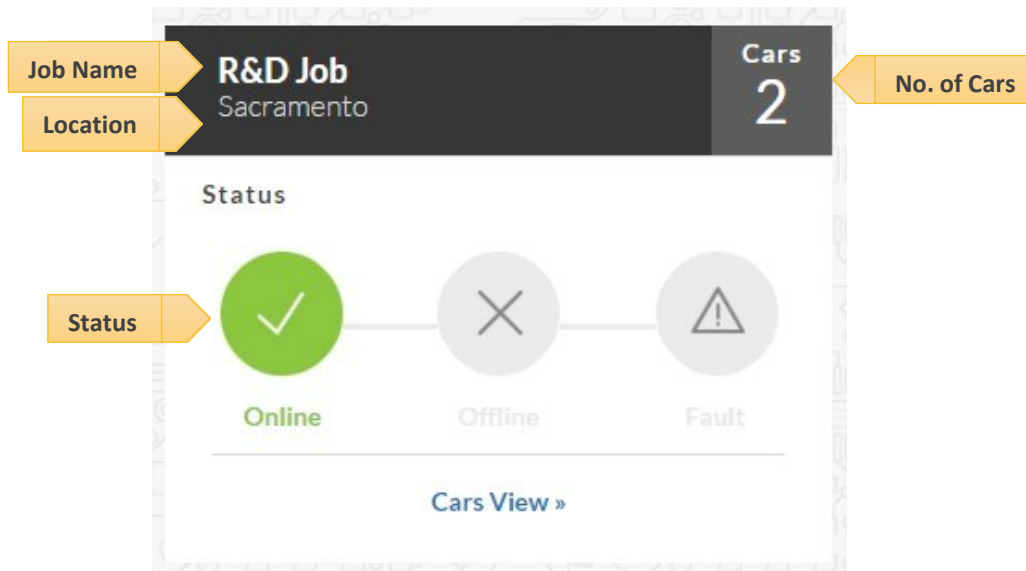 Job Name
Location
R&D Job
Sacramento
Cars
2
No. of Cars
Status
Status
Online
Offline
Fault
Cars View »